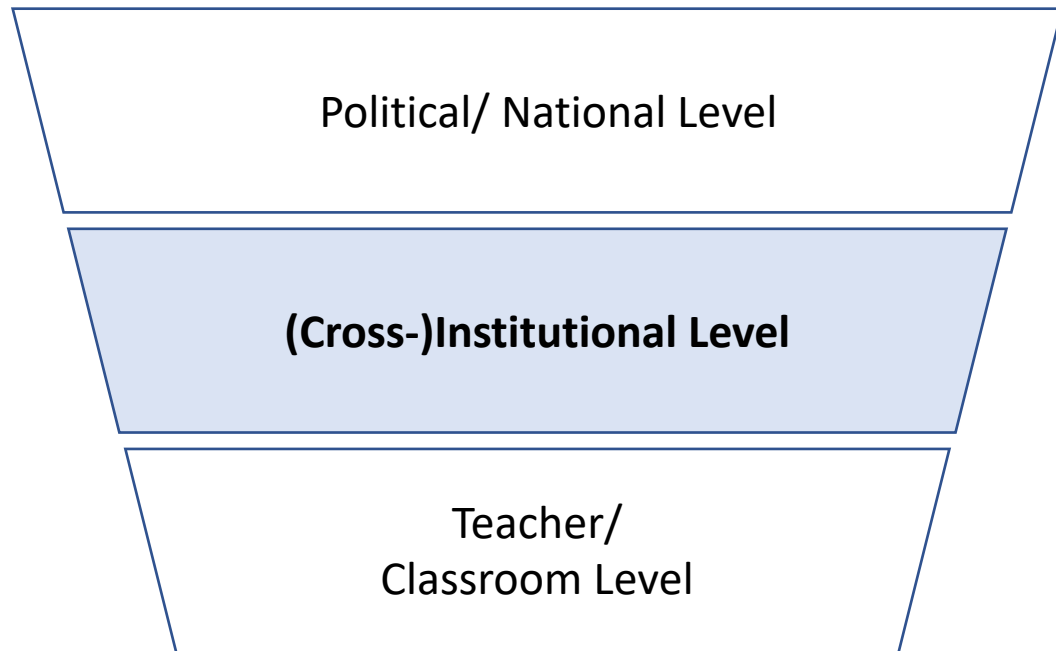 Political/ National Level
(Cross-)Institutional Level
Teacher/
Classroom Level